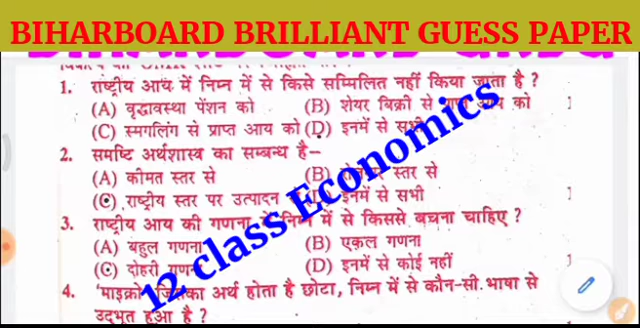 BIHARBOARD BRILLIANT GUESS PAPER
1. राष्ट्रीय आय में निम्न में से किसे सम्मिलित नहीं किया जाता है ?
(A) वृद्धावस्था पेंशन को (B) शेयर बिक्री से आय को
(C) स्मगलिंग से प्राप्त आय को (D) इनमें से सभी
2. समष्टि अर्थशास्त्र का सम्बन्ध है–
(A) कीमत स्तर से (B) स्तर से
(C) राष्ट्रीय स्तर पर उत्पादन इनमें से सभी
3. राष्ट्रीय आय की गणना में से किससे बचना चाहिए ?
(A) बहुल गणना (B) एकल गणना
(C) दोहरी (D) इनमें से कोई नहीं
4. 'माइक्रो' अर्थ होता है छोटा, निम्न में से कौन-सी भाषा से
उद्भूत हुआ है ?
12 class Economics